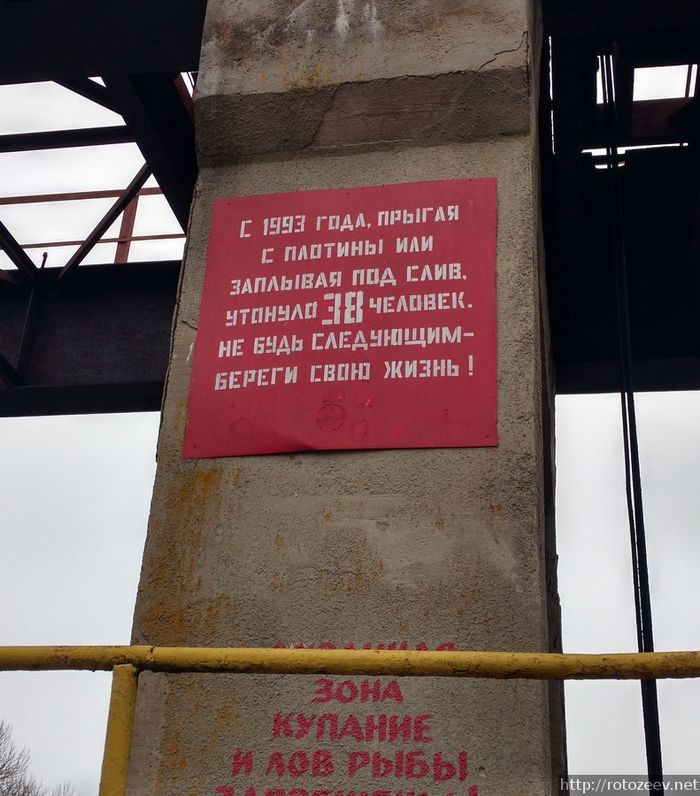 С 1993 ГОДА, ПРЫГАЯ
С ПЛОТИНЫ ИЛИ
ЗАПЛЫВАЯ ПОД СЛИВ,
УТОНУЛО 38 ЧЕЛОВЕК.
НЕ БУДЬ СЛЕДУЮЩИМ-
БЕРЕГИ СВОЮ ЖИЗНЬ!
ЗОНА
КУПАНИЕ
И ЛОВ РЫБЫ
http://rotozeev.net